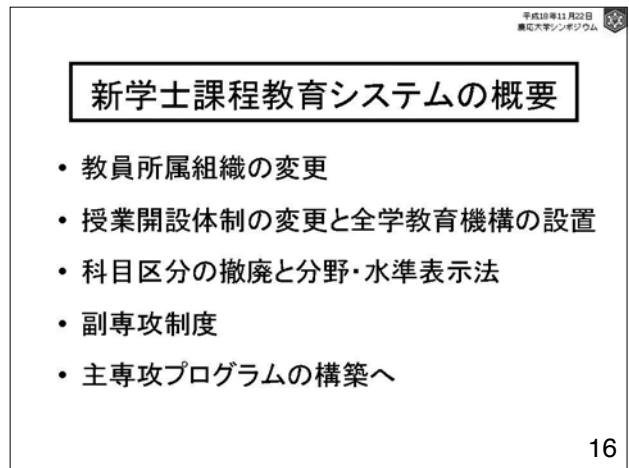 平成18年11月22日
慶応大学シンポジウム
新学士課程教育システムの概要
• 教員所属組織の変更
• 授業開設体制の変更と全学教育機構の設置
• 科目区分の撤廃と分野・水準表示法
• 副専攻制度
• 主専攻プログラムの構築へ
16